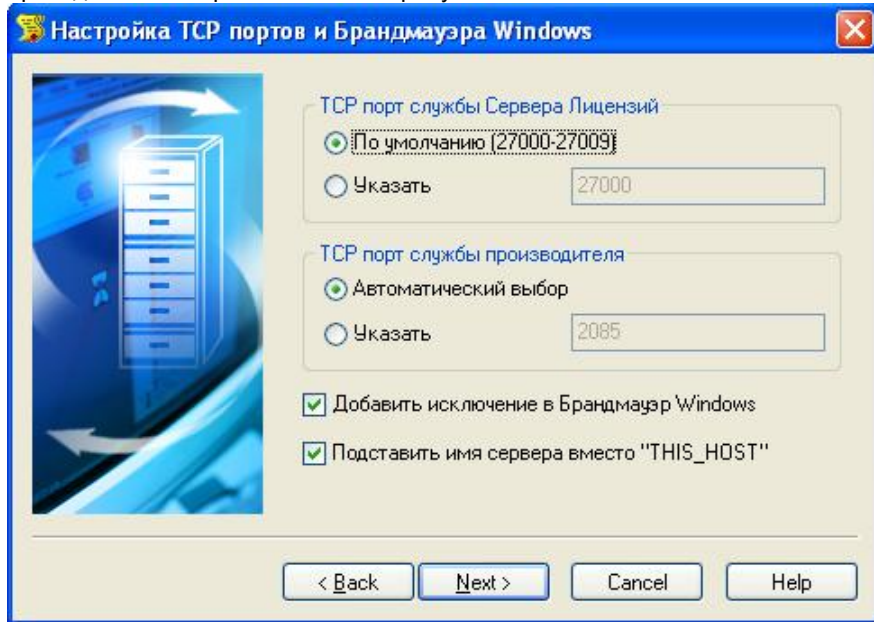 Настройка TCP портов и Брандмауэра Windows
TCP порт службы Сервера Лицензий
По умолчанию (27000-27009)
Указать 27000
TCP порт службы производителя
Автоматический выбор
Указать 2085
Добавить исключение в Брандмауэр Windows
Подставить имя сервера вместо "THIS_HOST"
< Back Next > Cancel Help